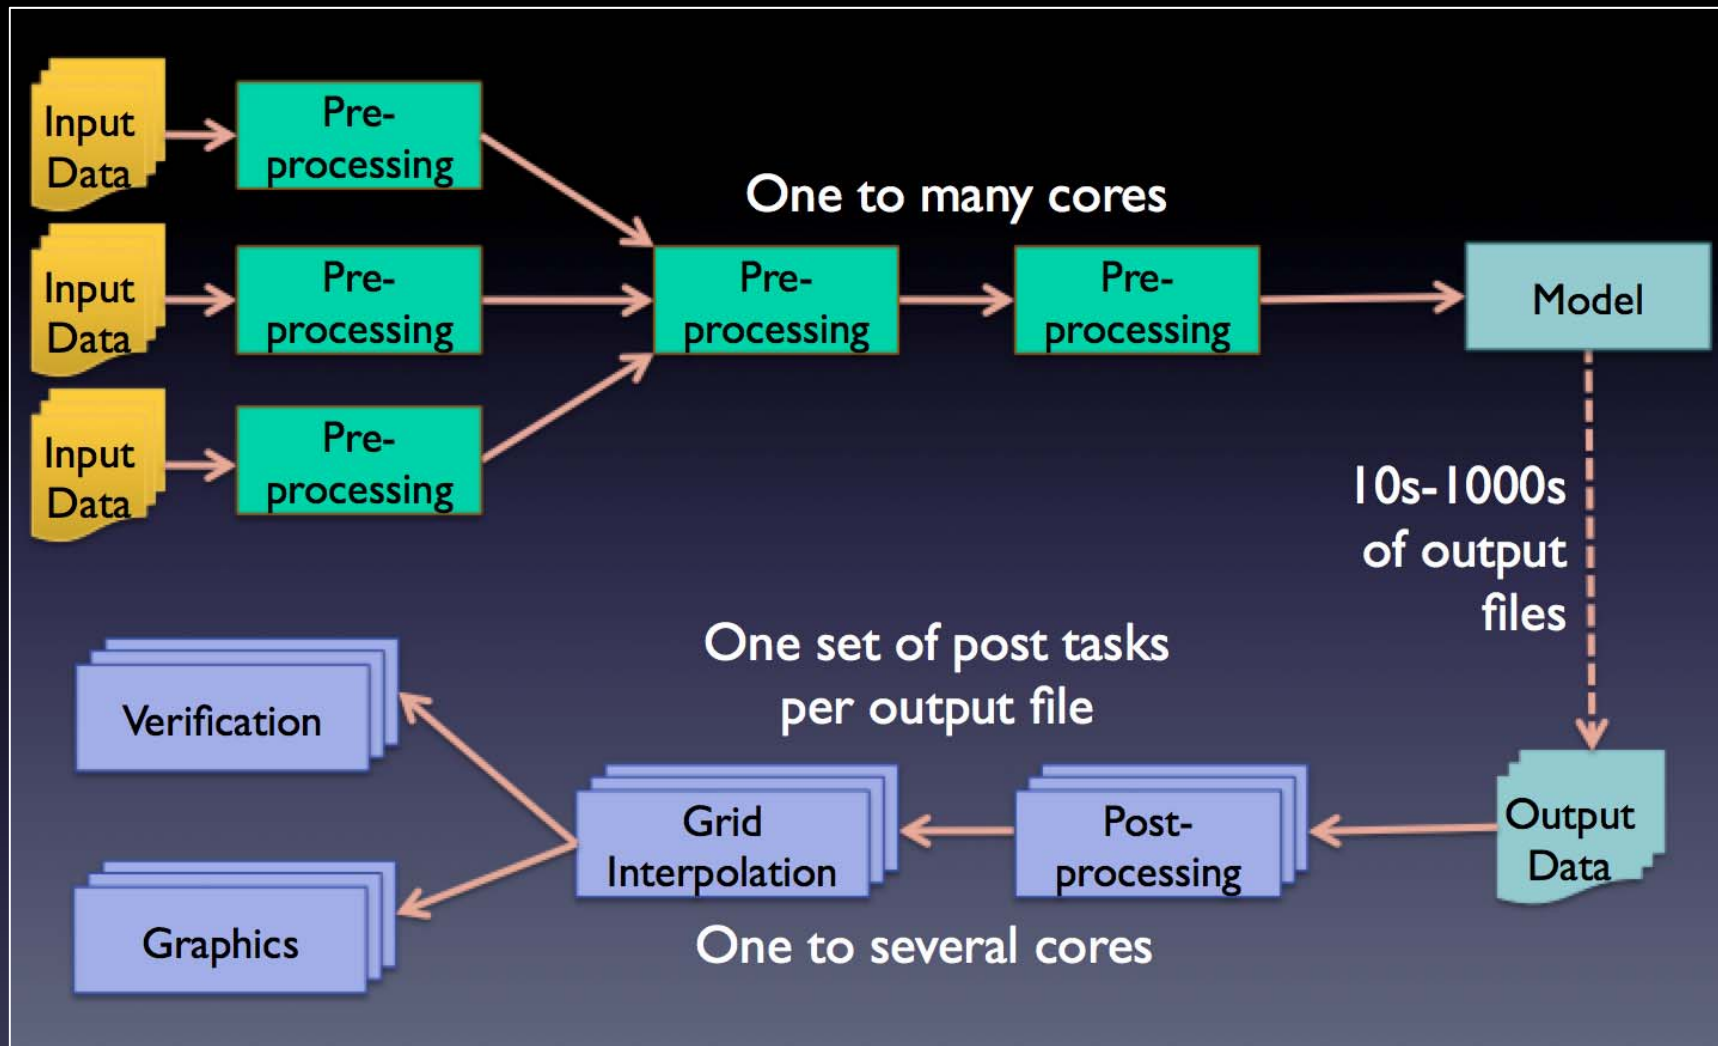 Input
Data
Pre-
processing
One to many cores
Input
Data
Pre-
processing
Pre-
processing
Pre-
processing
Model
Input
Data
Pre-
processing
10s-1000s
of output
files
One set of post tasks
per output file
Verification
Grid
Interpolation
Post-
processing
Output
Data
Graphics
One to several cores